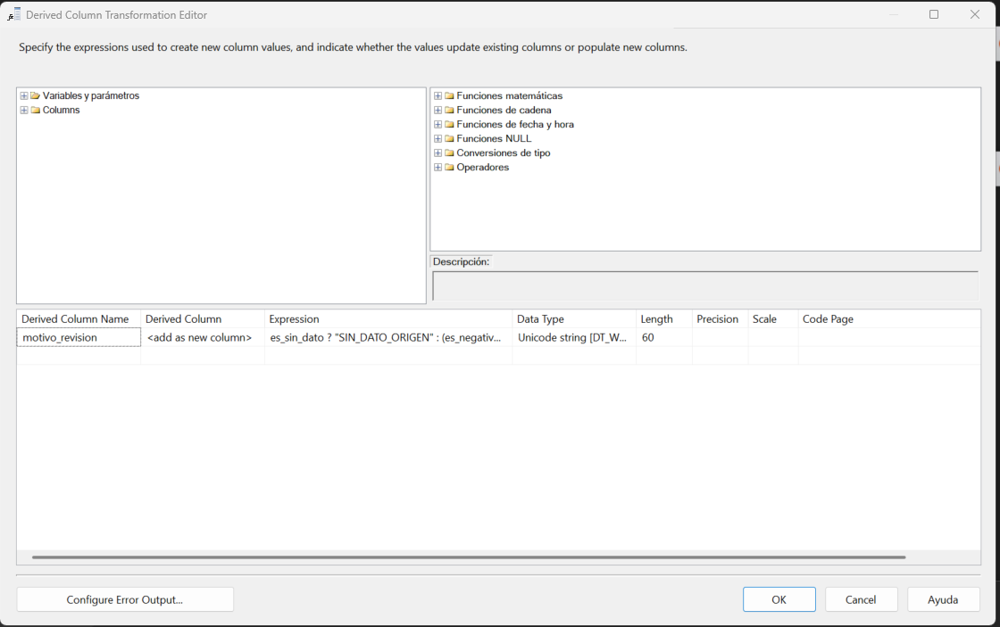 Derived Column Transformation Editor
Specify the expressions used to create new column values, and indicate whether the values update existing columns or populate new columns.
Variables y parámetros
Columns
Funciones matemáticas
Funciones de cadena
Funciones de fecha y hora
Funciones NULL
Conversiones de tipo
Operadores
Descripción:
Derived Column Name Derived Column Expression Data Type Length Precision Scale Code Page
motivo_revision <add as new column> es_sin_dato ? "SIN_DATO_ORIGEN" : (es_negativ... Unicode string [DT_W... 60
Configure Error Output... OK Cancel Ayuda